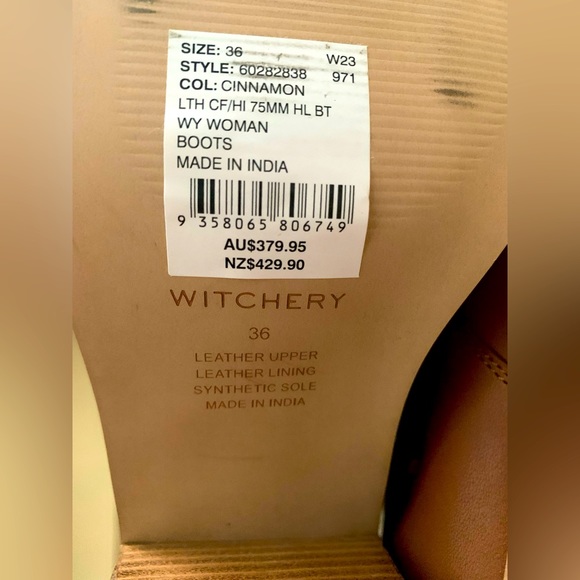 SIZE: 36 W23
STYLE: 60282838 971
COL: CINNAMON
LTH CF/HI 75MM HL BT
WY WOMAN
BOOTS
MADE IN INDIA
9 358065 806749
AU$379.95
NZ$429.90
WITCHERY
36
LEATHER UPPER
LEATHER LINING
SYNTHETIC SOLE
MADE IN INDIA